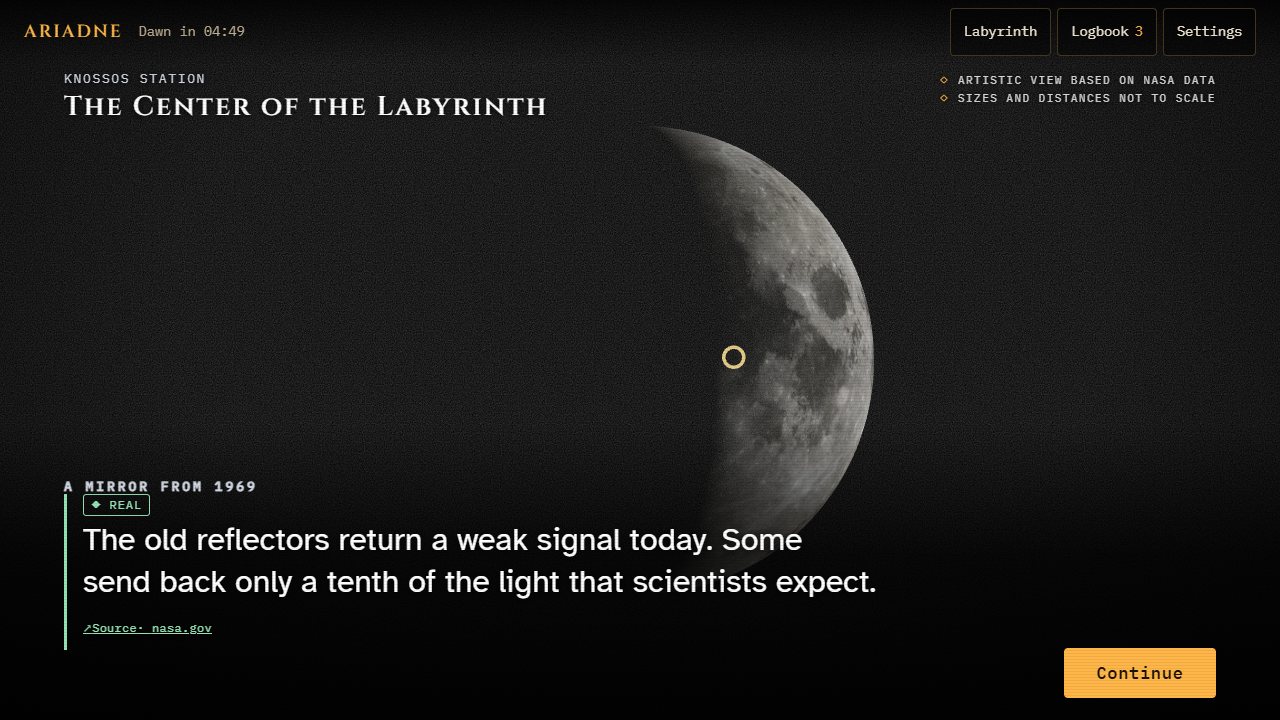 ARIADNE Dawn in 04:49
Labyrinth
Logbook 3
Settings
KNOSSOS STATION
The Center of the Labyrinth
◇ ARTISTIC VIEW BASED ON NASA DATA
◇ SIZES AND DISTANCES NOT TO SCALE
A MIRROR FROM 1969
◆ REAL
The old reflectors return a weak signal today. Some
send back only a tenth of the light that scientists expect.
↗Source· nasa.gov
Continue